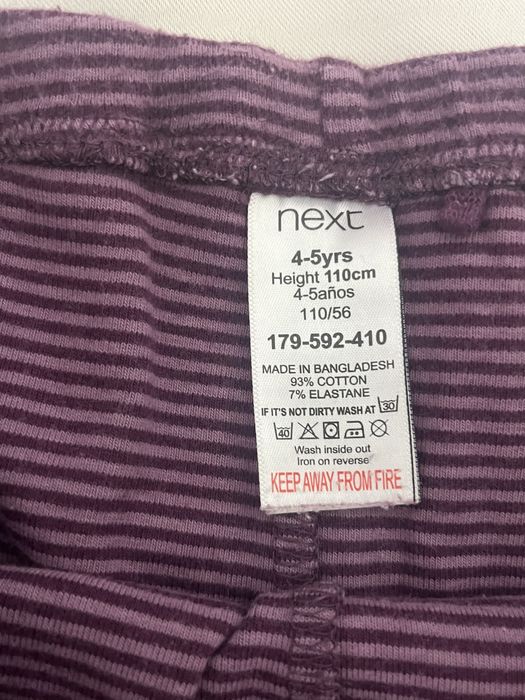 next
4-5yrs
Height 110cm
4-5años
110/56
179-592-410
MADE IN BANGLADESH
93% COTTON
7% ELASTANE
IF IT'S NOT DIRTY WASH AT 30
40
Wash inside out
Iron on reverse
KEEP AWAY FROM FIRE